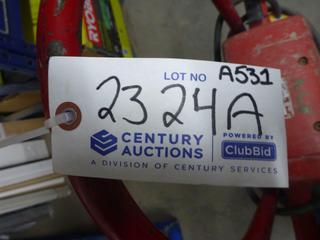 RYOBI
LOT NO A531
2324A
CENTURY AUCTIONS
POWERED BY
ClubBid
A DIVISION OF CENTURY SERVICES